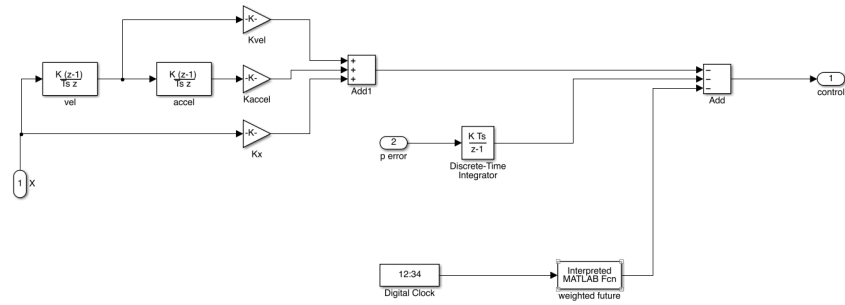 -K-
Kvel
K (z-1)
Ts z
vel
K (z-1)
Ts z
accel
-K-
Kaccel
+
+
+
Add1
-K-
Kx
1
X
2
p error
K Ts
z-1
Discrete-Time
Integrator
−
−
−
Add
1
control
12:34
Digital Clock
Interpreted
MATLAB Fcn
weighted future